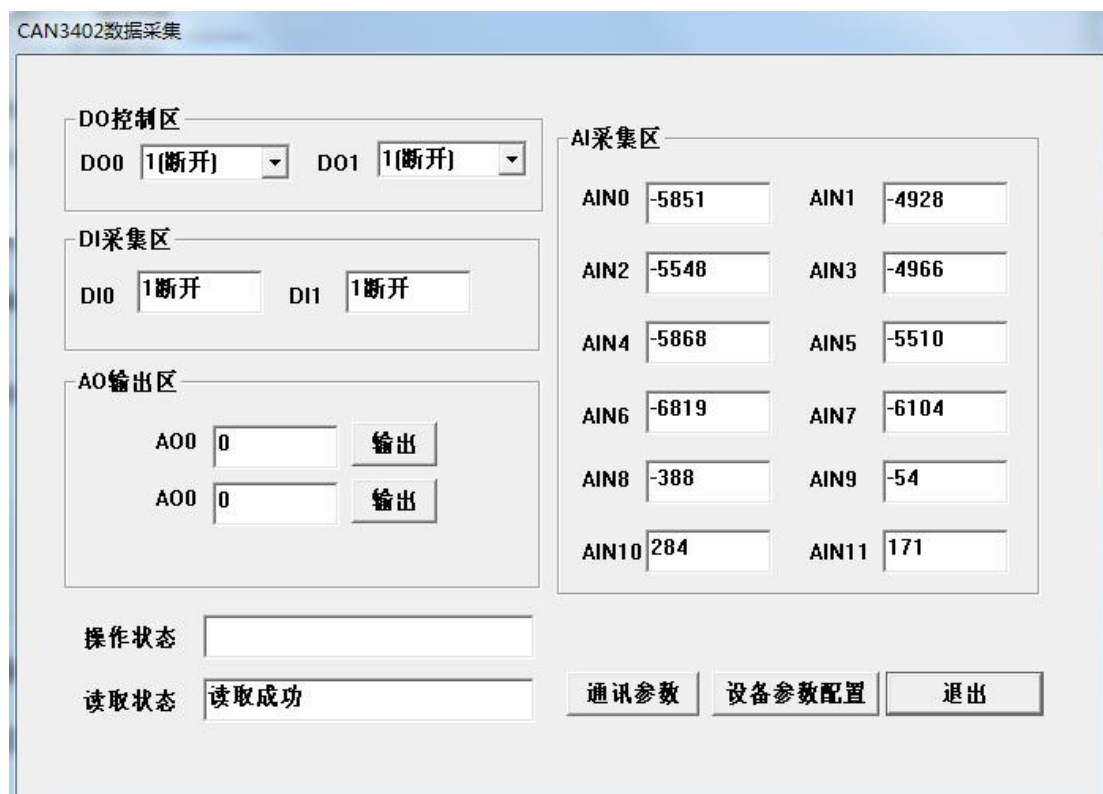 CAN3402数据采集
DO控制区
DO0 1(断开) DO1 1(断开)
DI采集区
DI0 1断开 DI1 1断开
AO输出区
AO0 0 输出
AO0 0 输出
AI采集区
AIN0 -5851 AIN1 -4928
AIN2 -5548 AIN3 -4966
AIN4 -5868 AIN5 -5510
AIN6 -6819 AIN7 -6104
AIN8 -388 AIN9 -54
AIN10 284 AIN11 171
操作状态
读取状态 读取成功
通讯参数 设备参数配置 退出